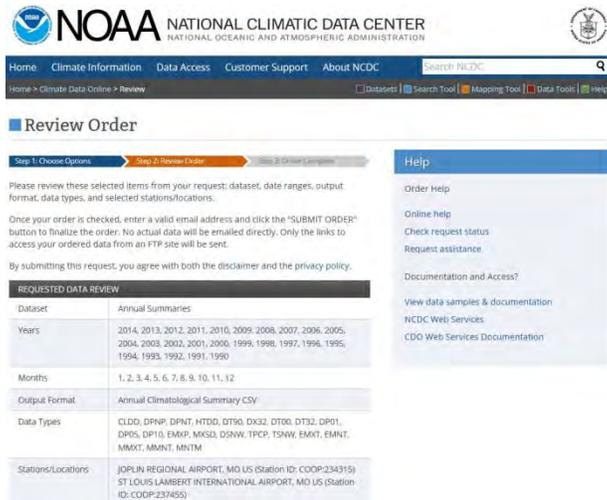 NOAA NATIONAL CLIMATIC DATA CENTER
NATIONAL OCEANIC AND ATMOSPHERIC ADMINISTRATION
Home Climate Information Data Access Customer Support About NCDC Search NCDC
Home > Climate Data Online > Review Datasets Search Tool Mapping Tool Data Tools Help
Review Order
Step 1: Choose Options Step 2: Review Order Step 3: Order Complete
Please review these selected items from your request: dataset, date ranges, output
format, data types, and selected stations/locations.
Once your order is checked, enter a valid email address and click the "SUBMIT ORDER"
button to finalize the order. No actual data will be emailed directly. Only the links to
access your ordered data from an FTP site will be sent.
By submitting this request, you agree with both the disclaimer and the privacy policy.
REQUESTED DATA REVIEW
Dataset Annual Summaries
Years 2014, 2013, 2012, 2011, 2010, 2009, 2008, 2007, 2006, 2005,
2004, 2003, 2002, 2001, 2000, 1999, 1998, 1997, 1996, 1995,
1994, 1993, 1992, 1991, 1990
Months 1, 2, 3, 4, 5, 6, 7, 8, 9, 10, 11, 12
Output Format Annual Climatological Summary CSV
Data Types CLDD, DPNP, DPNT, HTDD, DT90, DX32, DT00, DT32, DP01,
DP05, DP10, EMXP, MXSD, DSNW, TPCP, TSNW, EMXT, EMNT,
MMXT, MMNT, MNTM
Stations/Locations JOPLIN REGIONAL AIRPORT, MO US (Station ID: COOP:234315)
ST LOUIS LAMBERT INTERNATIONAL AIRPORT, MO US (Station
ID: COOP:237455)
Help
Order Help
Online help
Check request status
Request assistance
Documentation and Access?
View data samples & documentation
NCDC Web Services
CDO Web Services Documentation